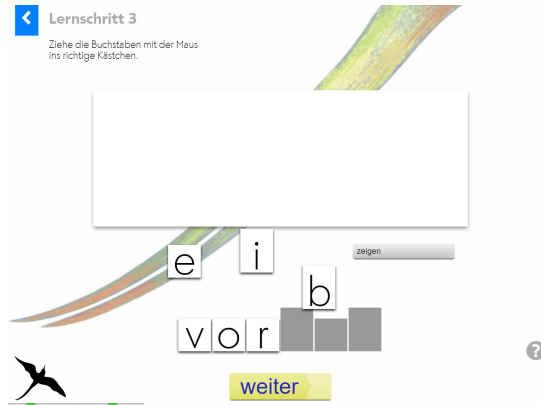 Lernschritt 3
Ziehe die Buchstaben mit der Maus
ins richtige Kästchen.
e i
zeigen
b
v o r
weiter
?